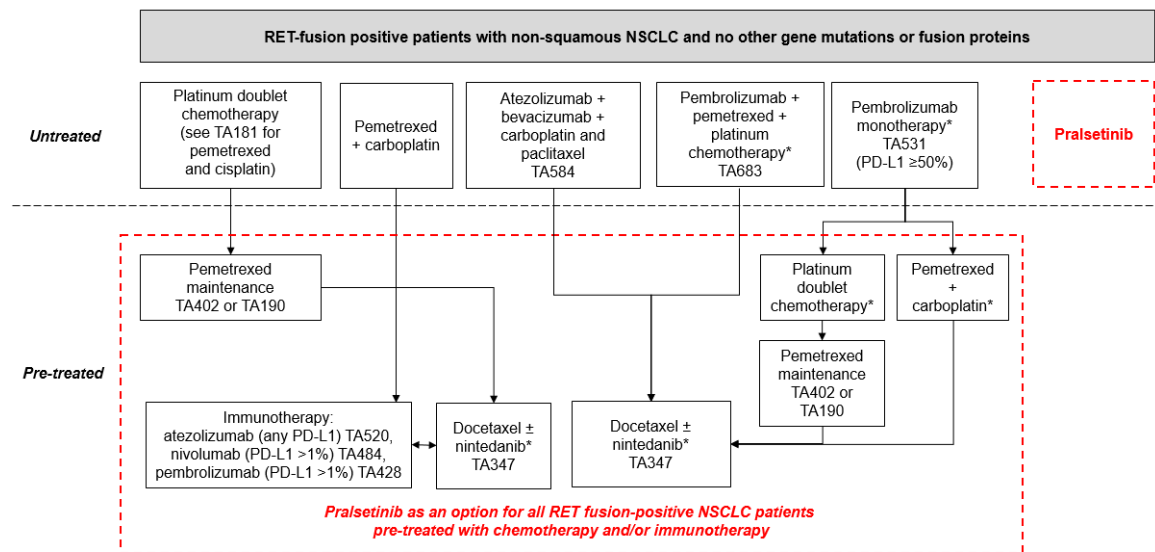 RET-fusion positive patients with non-squamous NSCLC and no other gene mutations or fusion proteins
Untreated
Platinum doublet
chemotherapy
(see TA181 for
pemetrexed
and cisplatin)
Pemetrexed
+ carboplatin
Atezolizumab +
bevacizumab +
carboplatin and
paclitaxel
TA584
Pembrolizumab +
pemetrexed +
platinum
chemotherapy*
TA683
Pembrolizumab
monotherapy*
TA531
(PD-L1 ≥50%)
Pralsetinib
Pre-treated
Pemetrexed
maintenance
TA402 or TA190
Platinum
doublet
chemotherapy*
Pemetrexed
+
carboplatin*
Pemetrexed
maintenance
TA402 or
TA190
Immunotherapy:
atezolizumab (any PD-L1) TA520,
nivolumab (PD-L1 >1%) TA484,
pembrolizumab (PD-L1 >1%) TA428
Docetaxel ±
nintedanib*
TA347
Docetaxel ±
nintedanib*
TA347
Pralsetinib as an option for all RET fusion-positive NSCLC patients
pre-treated with chemotherapy and/or immunotherapy